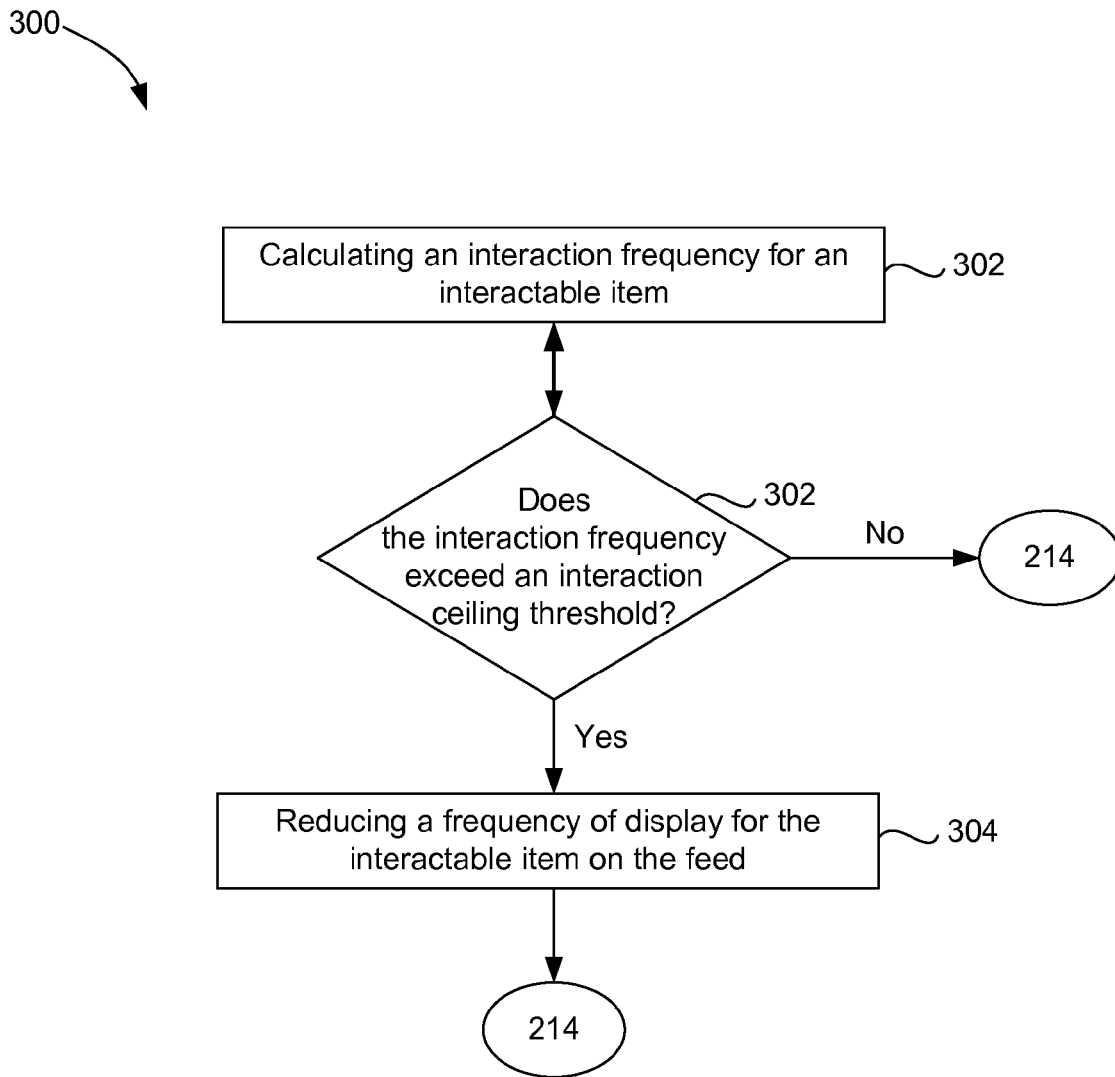 300
Calculating an interaction frequency for an
interactable item
302
Does
the interaction frequency
exceed an interaction
ceiling threshold?
302
No
214
Yes
Reducing a frequency of display for the
interactable item on the feed
304
214